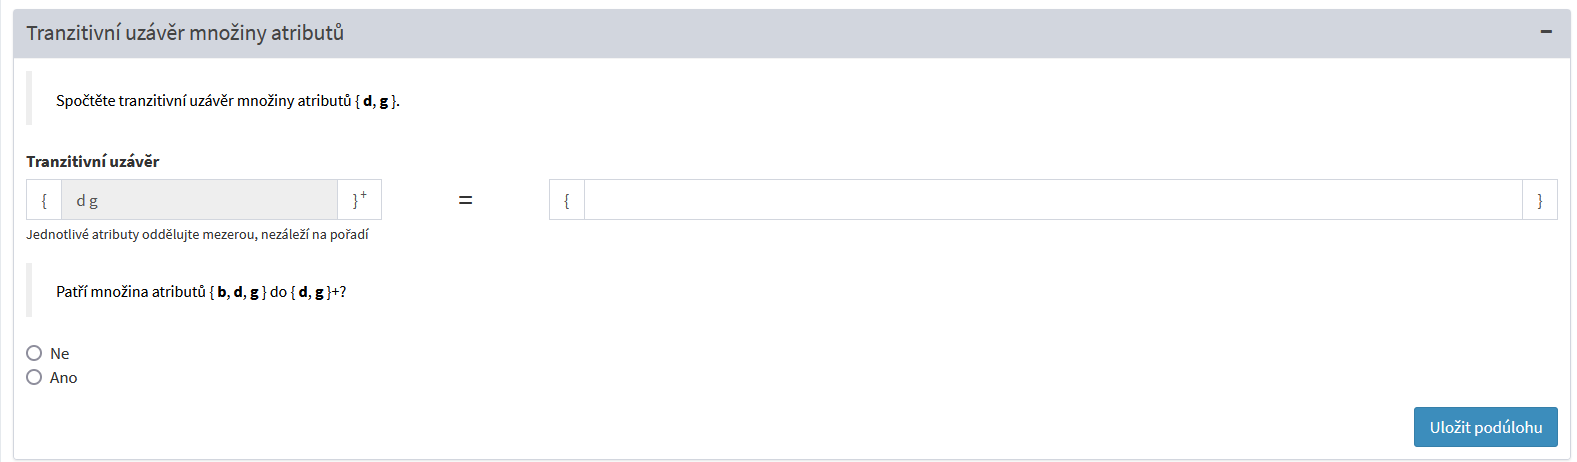 Tranzitivní uzávěr množiny atributů
Spočtěte tranzitivní uzávěr množiny atributů { d, g }.
Tranzitivní uzávěr
{ d g }+ = { }
Jednotlivé atributy oddělujte mezerou, nezáleží na pořadí
Patří množina atributů { b, d, g } do { d, g }+?
Ne
Ano
Uložit podúlohu